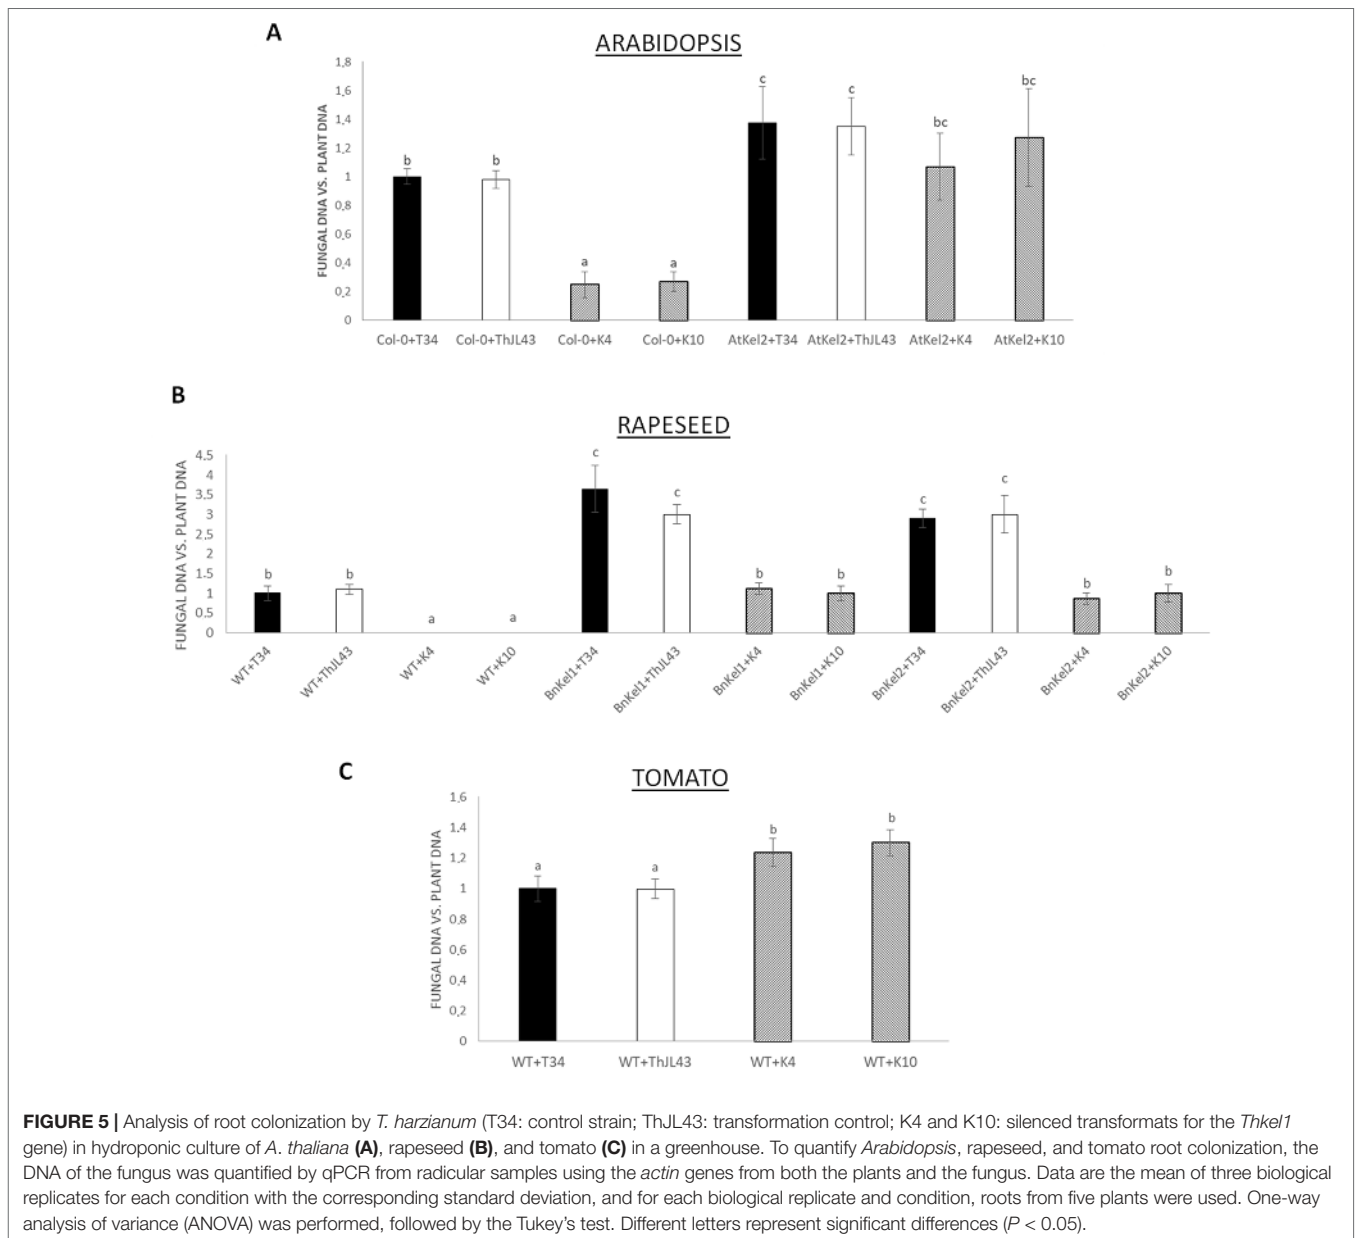 A
ARABIDOPSIS
FUNGAL DNA VS. PLANT DNA
1,8
1,6
1,4
1,2
1
0,8
0,6
0,4
0,2
0
b
b
a
a
c
c
bc
bc
Col-0+T34
Col-0+ThJL43
Col-0+K4
Col-0+K10
AtKel2+T34
AtKel2+ThJL43
AtKel2+K4
AtKel2+K10
B
RAPESEED
FUNGAL DNA VS. PLANT DNA
4,5
4
3,5
3
2,5
2
1,5
1
0,5
0
b
b
a
a
c
c
b
b
c
c
b
b
WT+T34
WT+ThJL43
WT+K4
WT+K10
BnKel1+T34
BnKel1+ThJL43
BnKel1+K4
BnKel1+K10
BnKel2+T34
BnKel2+ThJL43
BnKel2+K4
BnKel2+K10
C
TOMATO
FUNGAL DNA VS. PLANT DNA
1,6
1,4
1,2
1
0,8
0,6
0,4
0,2
0
a
a
b
b
WT+T34
WT+ThJL43
WT+K4
WT+K10
FIGURE 5 | Analysis of root colonization by T. harzianum (T34: control strain; ThJL43: transformation control; K4 and K10: silenced transformats for the Thkel1
gene) in hydroponic culture of A. thaliana (A), rapeseed (B), and tomato (C) in a greenhouse. To quantify Arabidopsis, rapeseed, and tomato root colonization, the
DNA of the fungus was quantified by qPCR from radicular samples using the actin genes from both the plants and the fungus. Data are the mean of three biological
replicates for each condition with the corresponding standard deviation, and for each biological replicate and condition, roots from five plants were used. One-way
analysis of variance (ANOVA) was performed, followed by the Tukey's test. Different letters represent significant differences (P < 0.05).